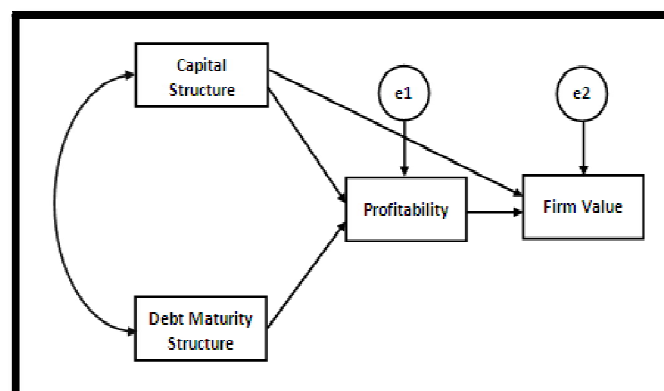 Capital
Structure
e1
e2
Profitability
Firm Value
Debt Maturity
Structure